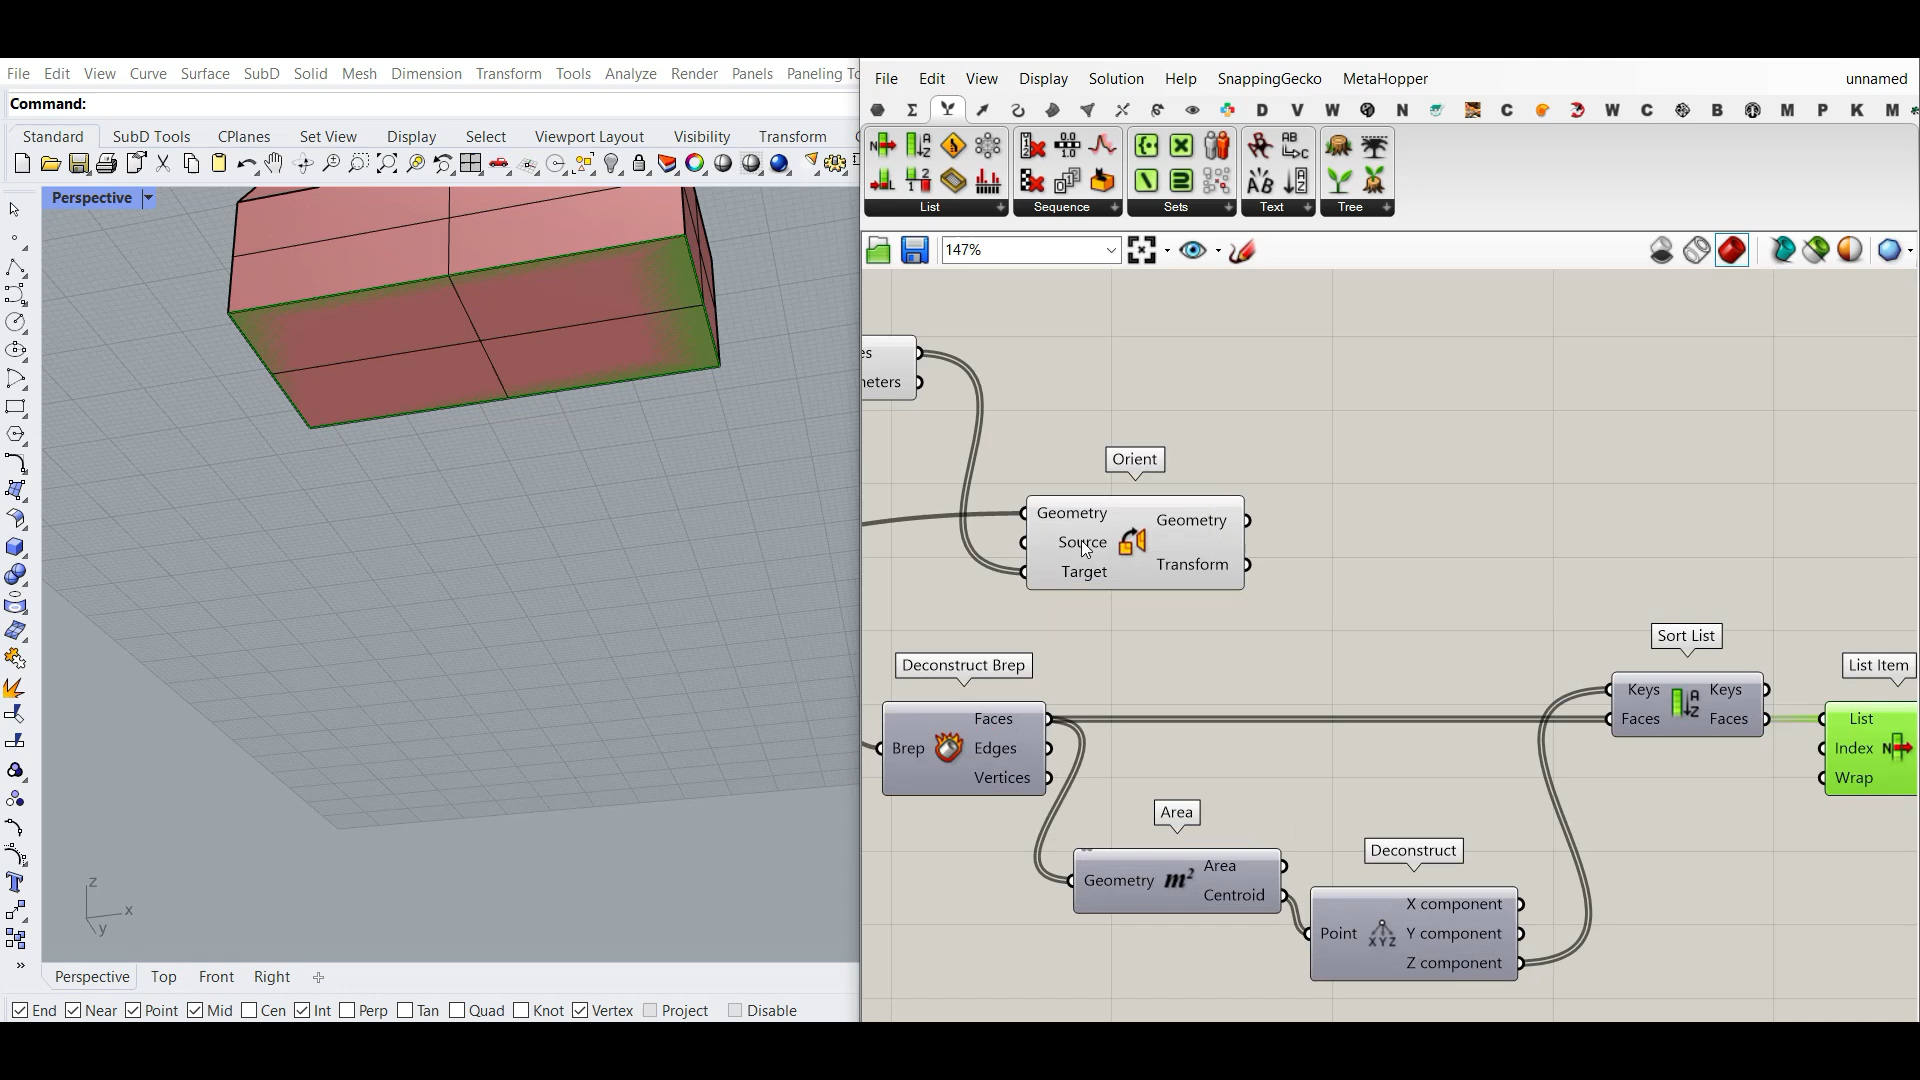 File Edit View Curve Surface SubD Solid Mesh Dimension Transform Tools Analyze Render Panels Paneling To
Command:
Standard SubD Tools CPlanes Set View Display Select Viewport Layout Visibility Transform
Perspective
z
x
y
Perspective Top Front Right
End Near Point Mid Cen Int Perp Tan Quad Knot Vertex Project Disable
File Edit View Display Solution Help SnappingGecko MetaHopper unnamed
D V W N C W C B M P K M
List Sequence Sets Text Tree
147%
es
neters
Orient
Geometry
Source
Target
Geometry
Transform
Deconstruct Brep
Brep
Faces
Edges
Vertices
Area
Geometry
m²
Area
Centroid
Deconstruct
Point
XYZ
X component
Y component
Z component
Sort List
Keys
Faces
Keys
Faces
List Item
List
Index
Wrap